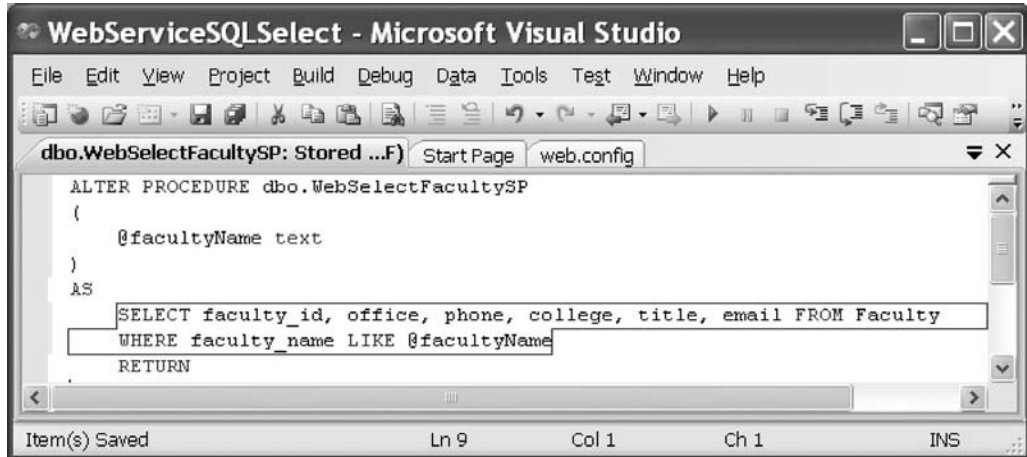 WebServiceSQLSelect - Microsoft Visual Studio
File Edit View Project Build Debug Data Tools Test Window Help
dbo.WebSelectFacultySP: Stored ...F) Start Page web.config
ALTER PROCEDURE dbo.WebSelectFacultySP
(
@facultyName text
)
AS
SELECT faculty_id, office, phone, college, title, email FROM Faculty
WHERE faculty_name LIKE @facultyName
RETURN
Item(s) Saved Ln 9 Col 1 Ch 1 INS